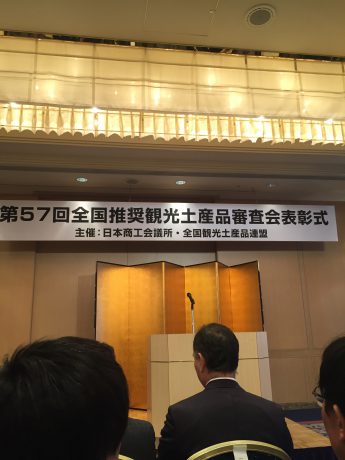 第57回全国推奨観光土産品審査会表彰式
主催：日本商工会議所・全国観光土産品連盟